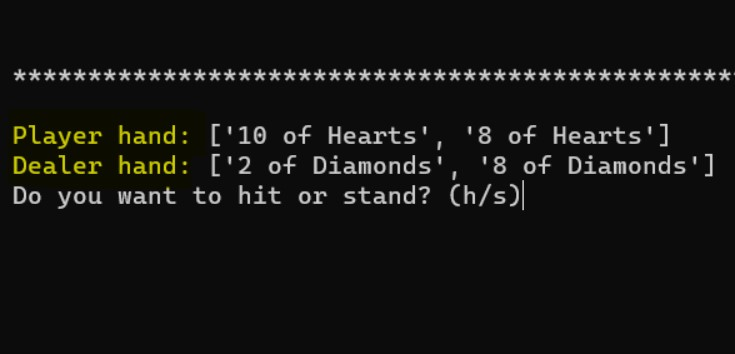 *************************************************
Player hand: ['10 of Hearts', '8 of Hearts']
Dealer hand: ['2 of Diamonds', '8 of Diamonds']
Do you want to hit or stand? (h/s)